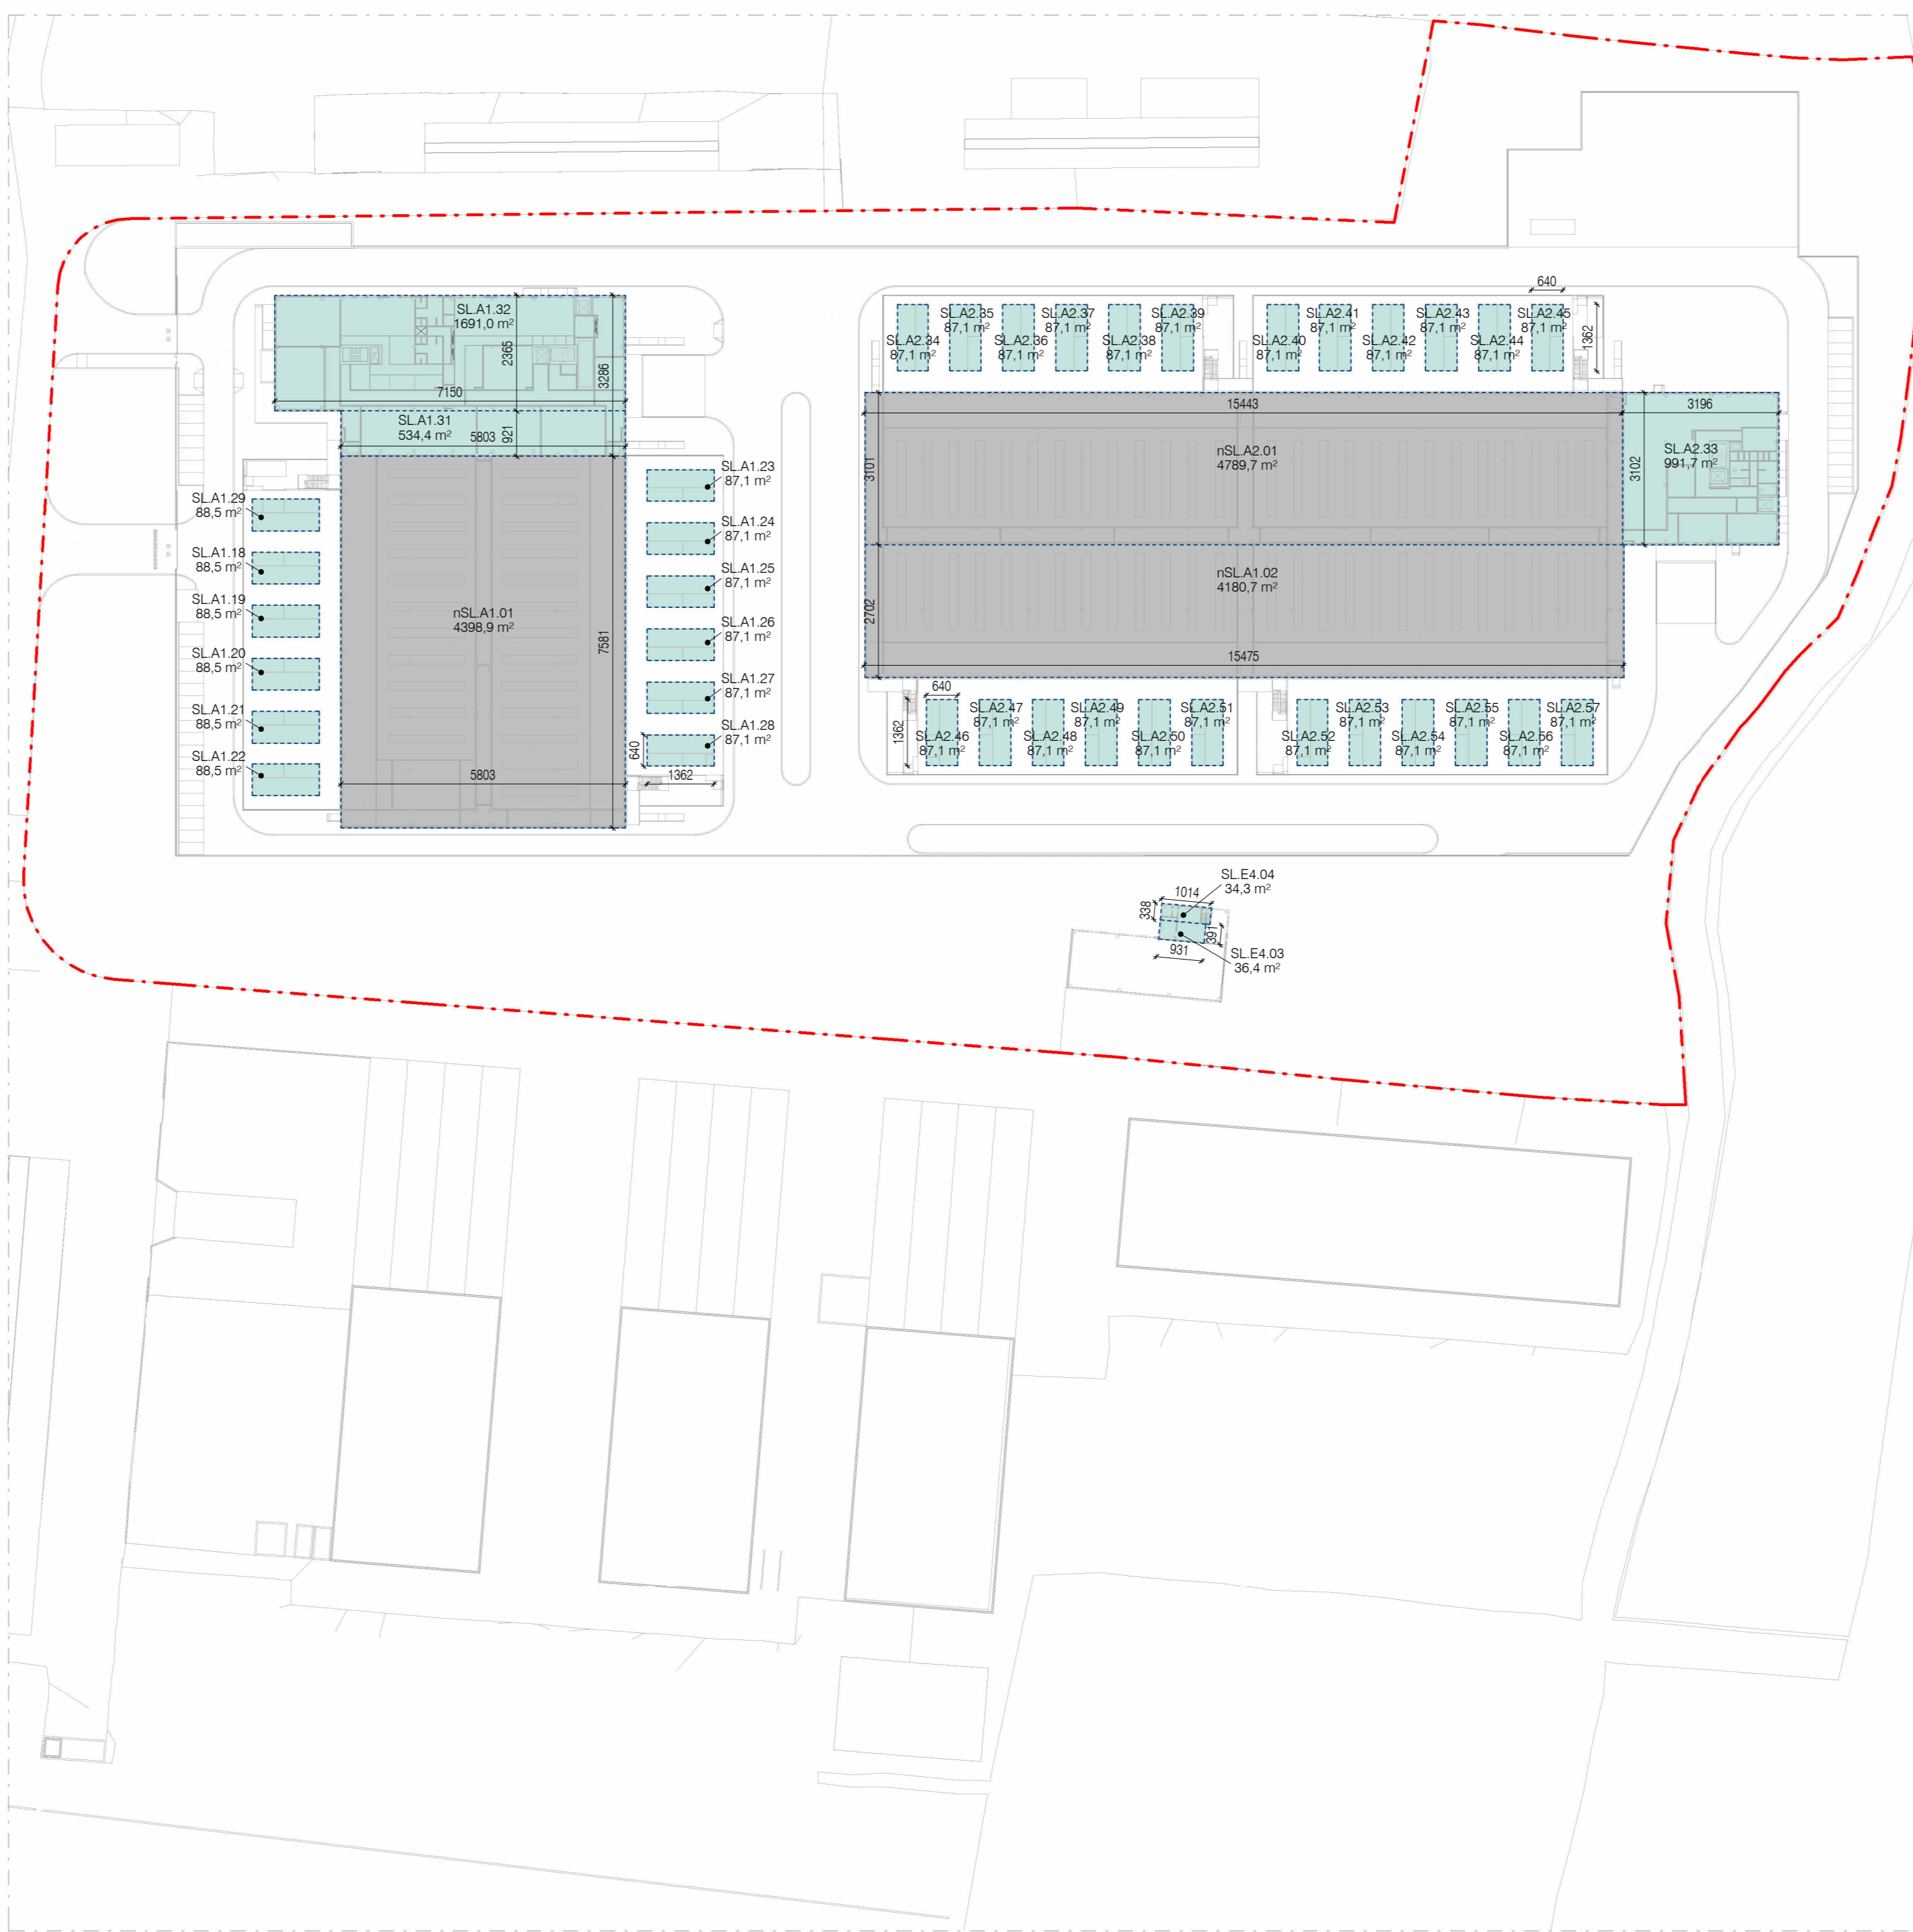 SL.A1.32
1691,0 m²
2365
3286
7150
SL.A1.31
534,4 m²
5803
921
SL.A1.29
88,5 m²
SL.A1.18
88,5 m²
SL.A1.19
88,5 m²
SL.A1.20
88,5 m²
SL.A1.21
88,5 m²
SL.A1.22
88,5 m²
nSL.A1.01
4398,9 m²
7581
5803
SL.A1.23
87,1 m²
SL.A1.24
87,1 m²
SL.A1.25
87,1 m²
SL.A1.26
87,1 m²
SL.A1.27
87,1 m²
SL.A1.28
87,1 m²
640
1362
SL.A2.34
87,1 m²
SL.A2.35
87,1 m²
SL.A2.36
87,1 m²
SL.A2.37
87,1 m²
SL.A2.38
87,1 m²
SL.A2.39
87,1 m²
SL.A2.40
87,1 m²
SL.A2.41
87,1 m²
SL.A2.42
87,1 m²
SL.A2.43
87,1 m²
SL.A2.44
87,1 m²
SL.A2.45
87,1 m²
640
1362
15443
3196
3101
nSL.A2.01
4789,7 m²
3102
SL.A2.33
991,7 m²
nSL.A1.02
4180,7 m²
2702
15475
640
1362
SL.A2.46
87,1 m²
SL.A2.47
87,1 m²
SL.A2.48
87,1 m²
SL.A2.49
87,1 m²
SL.A2.50
87,1 m²
SL.A2.51
87,1 m²
SL.A2.52
87,1 m²
SL.A2.53
87,1 m²
SL.A2.54
87,1 m²
SL.A2.55
87,1 m²
SL.A2.56
87,1 m²
SL.A2.57
87,1 m²
SL.E4.04
34,3 m²
1014
338
391
931
SL.E4.03
36,4 m²